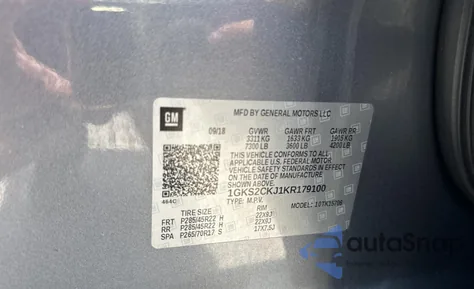 GM
MFD BY GENERAL MOTORS LLC
09/18 GVWR GAWR FRT GAWR RR
3311 KG 1633 KG 1905 KG
7300 LB 3600 LB 4200 LB
THIS VEHICLE CONFORMS TO ALL
APPLICABLE U.S. FEDERAL MOTOR
VEHICLE SAFETY STANDARDS IN
EFFECT ON THE DATE OF
MANUFACTURE SHOWN ABOVE.
1GKS2CKJ1KR179100
TYPE: M.P.V. MODEL:
464C
TIRE SIZE RIM
FRT P285/45R22 H 22X9J
RR P285/45R22 H 22X9J
SPA P265/70R17 S 17X7.5J
autoSnap